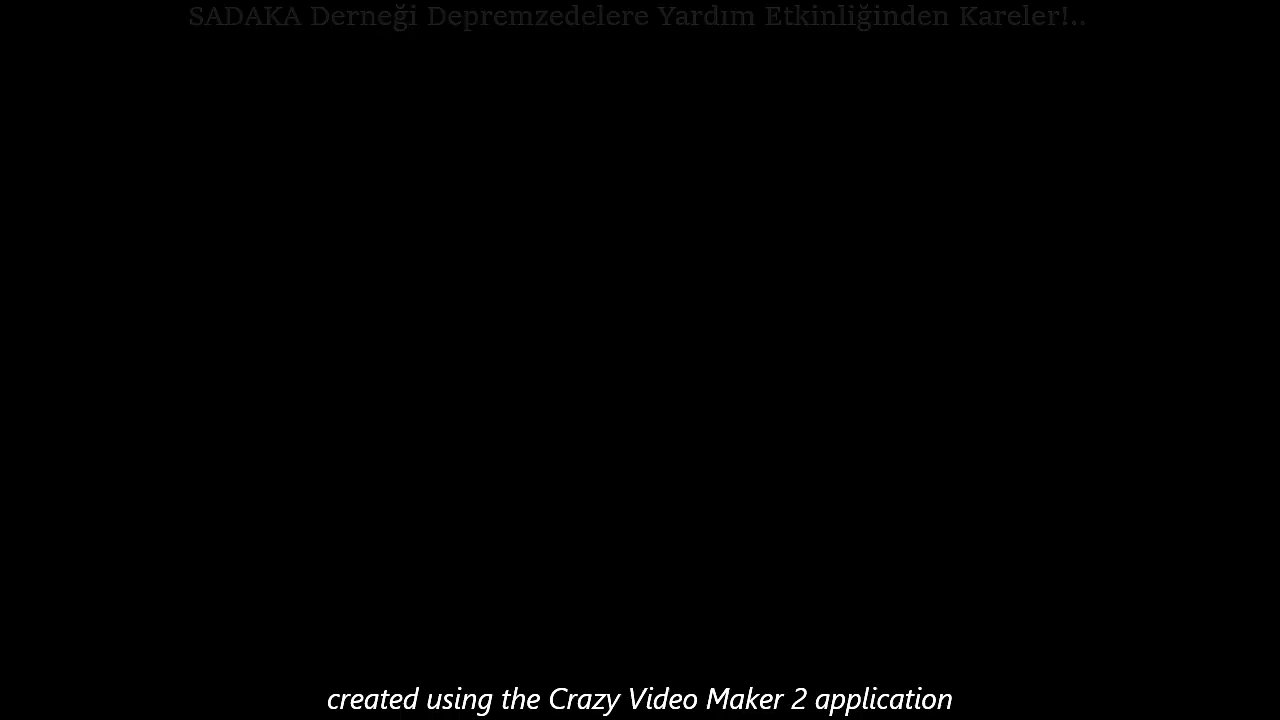 SADAKA Derneği Depremzedelere Yardım Etkinliğinden Kareler!..
created using the Crazy Video Maker 2 application